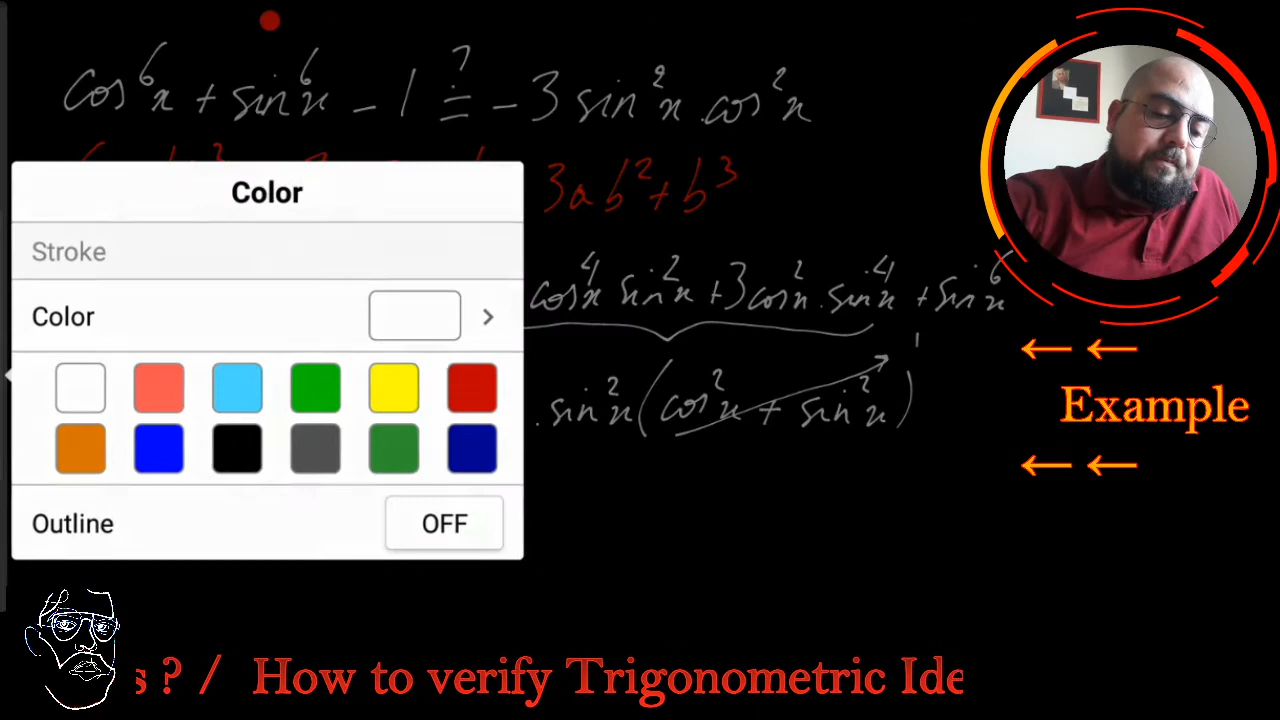 cos⁶x + sin⁶x - 1 ≟ - 3 sin²x . cos²x
3ab² + b³
Color
Stroke
cos⁴x sin²x + 3cos²x . sin⁴x + sin⁶x
Color
1
. sin²x (cos²x + sin²x)
Example
Outline
OFF
s ? / How to verify Trigonometric Ide